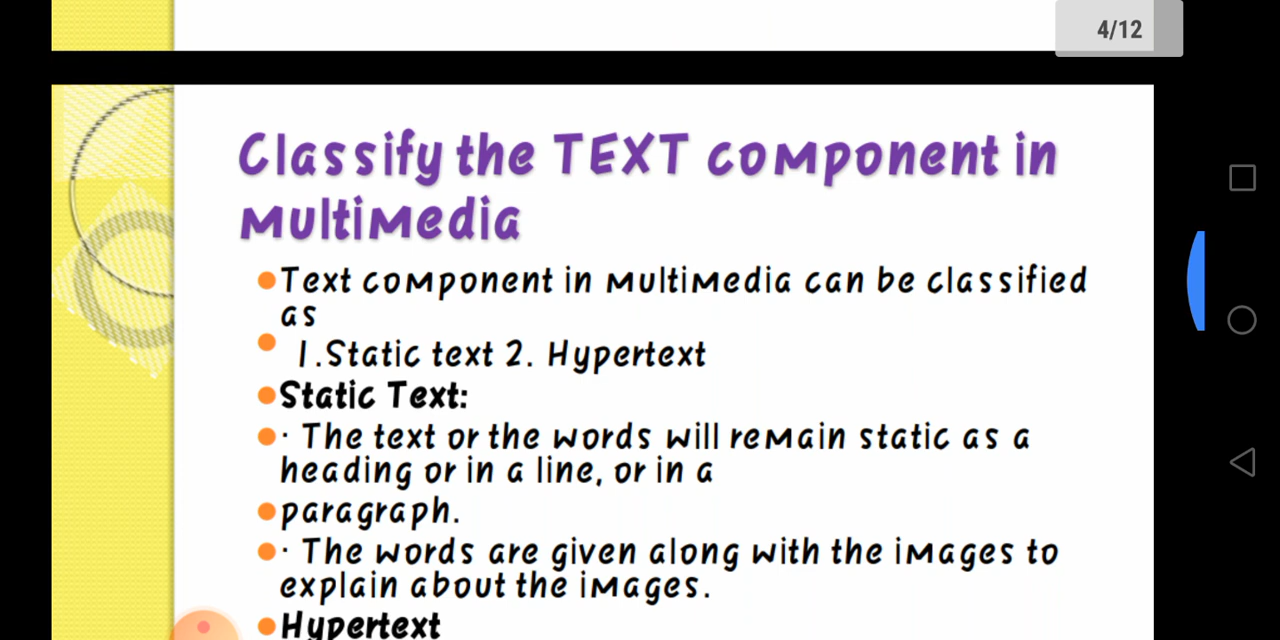 4/12
Classify the TEXT component in
multimedia
Text component in multimedia can be classified
as
1.Static text 2. Hypertext
Static Text:
· The text or the words will remain static as a
heading or in a line, or in a
paragraph.
· The words are given along with the images to
explain about the images.
Hypertext